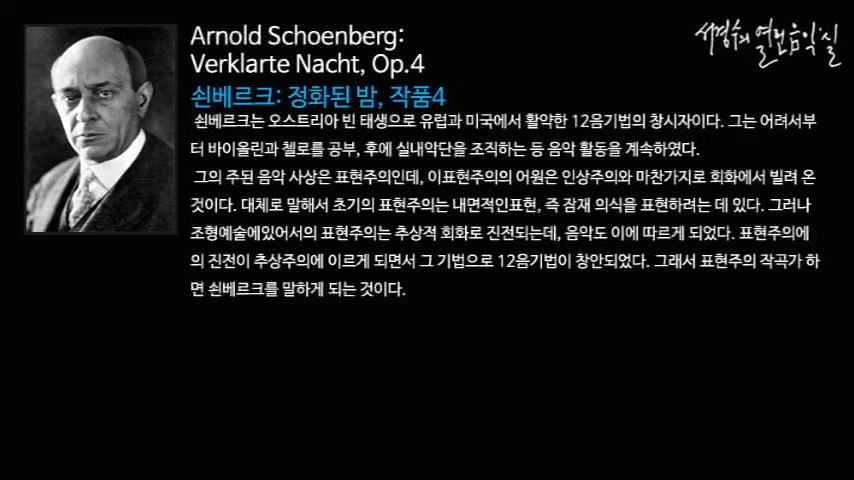 Arnold Schoenberg:
서경수의 열린음악실
Verklarte Nacht, Op.4
쇤베르크: 정화된 밤, 작품4
쇤베르크는 오스트리아 빈 태생으로 유럽과 미국에서 활약한 12음기법의 창시자이다. 그는 어려서부
터 바이올린과 첼로를 공부, 후에 실내악단을 조직하는 등 음악 활동을 계속하였다.
그의 주된 음악 사상은 표현주의인데, 이표현주의의 어원은 인상주의와 마찬가지로 회화에서 빌려 온
것이다. 대체로 말해서 초기의 표현주의는 내면적인표현, 즉 잠재 의식을 표현하려는 데 있다. 그러나
조형예술에있어서의 표현주의는 추상적 회화로 진전되는데, 음악도 이에 따르게 되었다. 표현주의에
의 진전이 추상주의에 이르게 되면서 그 기법으로 12음기법이 창안되었다. 그래서 표현주의 작곡가 하
면 쇤베르크를 말하게 되는 것이다.